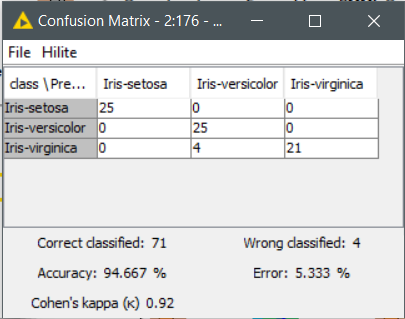 Confusion Matrix - 2:176 - ...
File Hilite
class \ Pre... Iris-setosa Iris-versicolor Iris-virginica
Iris-setosa 25 0 0
Iris-versicolor 0 25 0
Iris-virginica 0 4 21
Correct classified: 71 Wrong classified: 4
Accuracy: 94.667 % Error: 5.333 %
Cohen's kappa (κ) 0.92